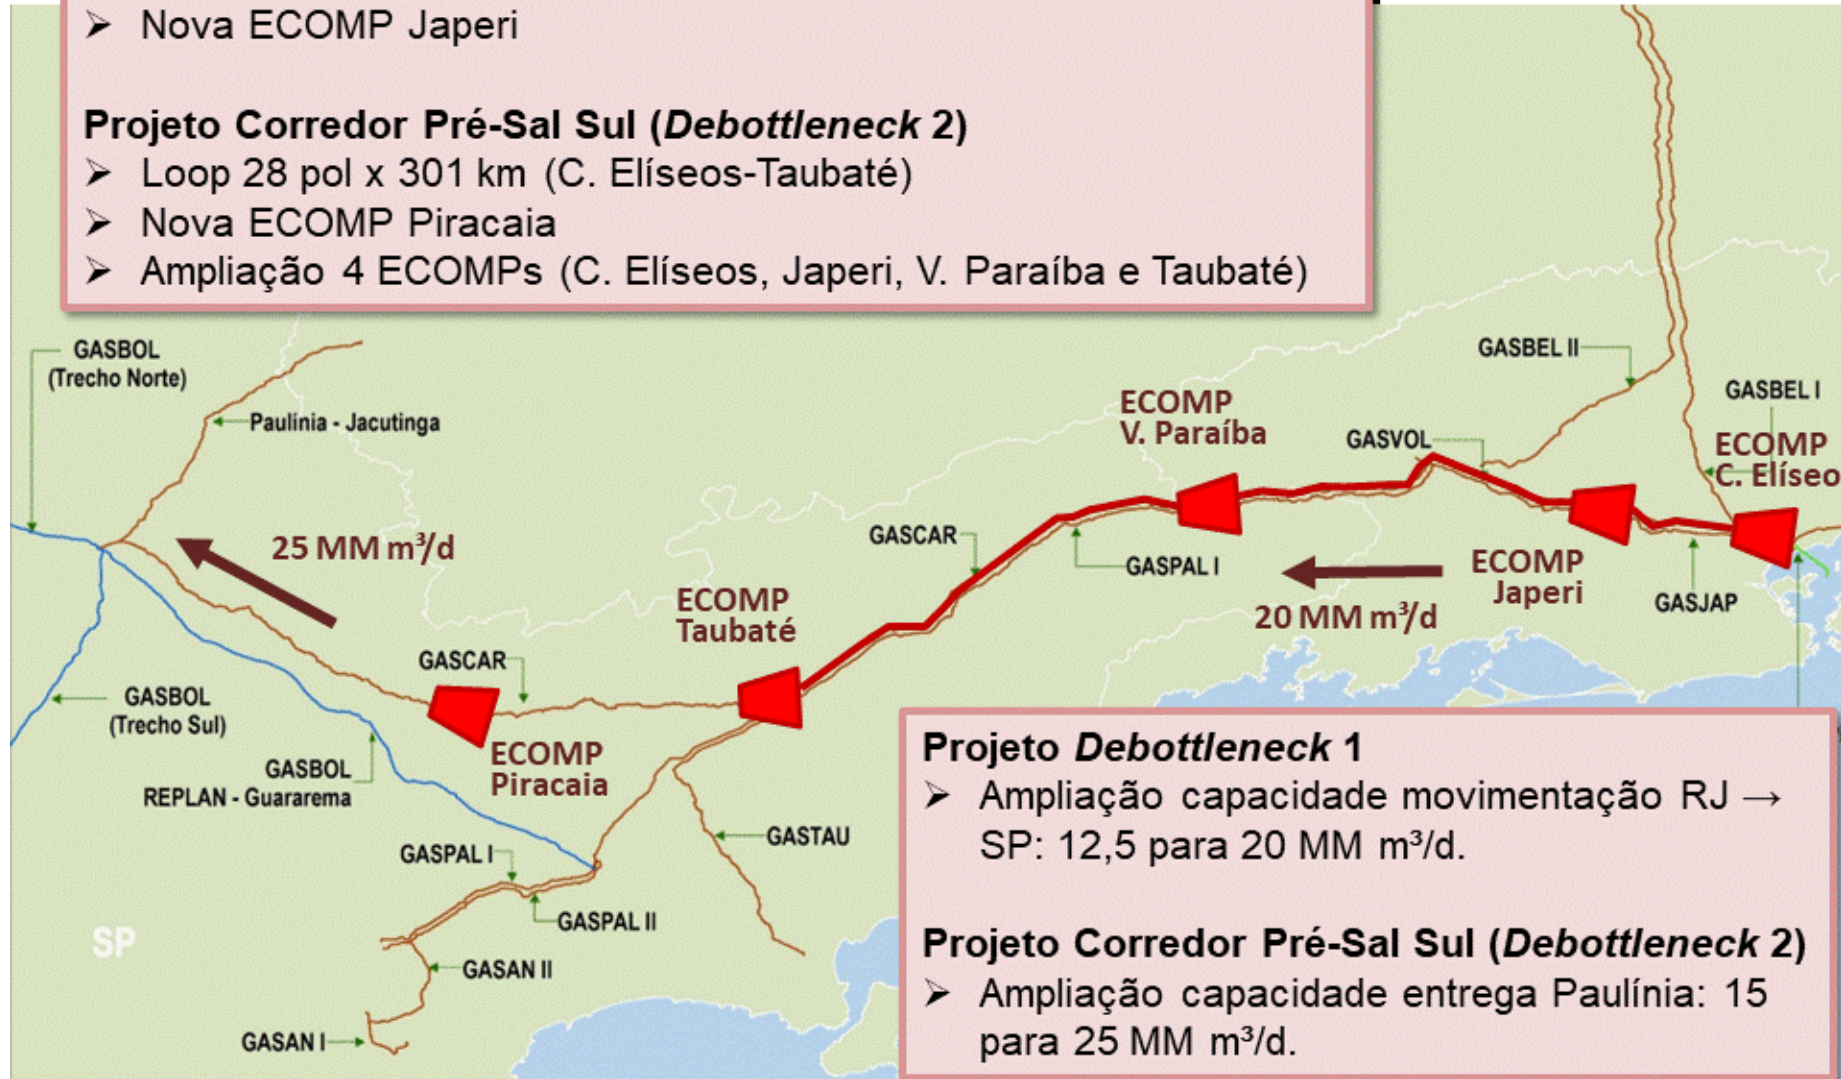 ➢ Nova ECOMP Japeri
Projeto Corredor Pré-Sal Sul (Debottleneck 2)
➢ Loop 28 pol x 301 km (C. Elíseos-Taubaté)
➢ Nova ECOMP Piracaia
➢ Ampliação 4 ECOMPs (C. Elíseos, Japeri, V. Paraíba e Taubaté)
GASBOL
(Trecho Norte)
Paulínia - Jacutinga
25 MM m³/d
GASBEL II
GASBEL I
ECOMP
V. Paraíba
GASVOL
ECOMP
C. Elíseo
GASCAR
GASPAL I
ECOMP
Japeri
GASJAP
20 MM m³/d
ECOMP
Taubaté
GASCAR
GASBOL
(Trecho Sul)
ECOMP
Piracaia
GASBOL
REPLAN - Guararema
GASTAU
GASPAL I
GASPAL II
SP
GASAN II
GASAN I
Projeto Debottleneck 1
➢ Ampliação capacidade movimentação RJ →
SP: 12,5 para 20 MM m³/d.
Projeto Corredor Pré-Sal Sul (Debottleneck 2)
➢ Ampliação capacidade entrega Paulínia: 15
para 25 MM m³/d.